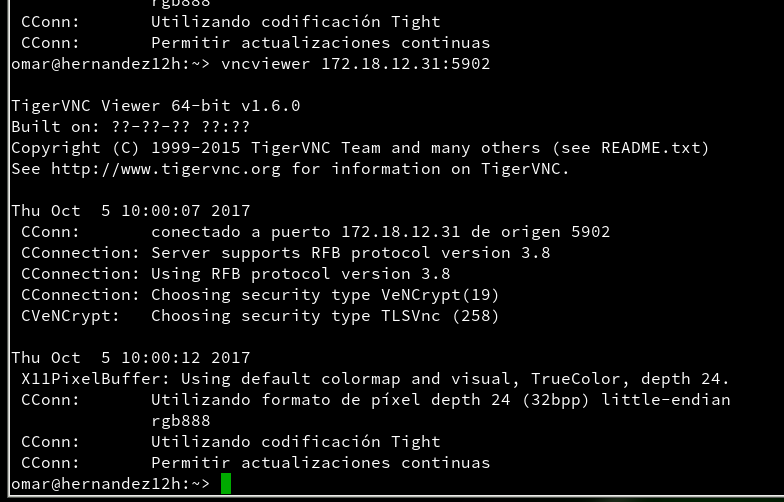 rgb888
CConn: Utilizando codificación Tight
CConn: Permitir actualizaciones continuas
omar@hernandez12h:~> vncviewer 172.18.12.31:5902
TigerVNC Viewer 64-bit v1.6.0
Built on: ??-??-?? ??:??
Copyright (C) 1999-2015 TigerVNC Team and many others (see README.txt)
See http://www.tigervnc.org for information on TigerVNC.
Thu Oct  5 10:00:07 2017
CConn: conectado a puerto 172.18.12.31 de origen 5902
CConnection: Server supports RFB protocol version 3.8
CConnection: Using RFB protocol version 3.8
CConnection: Choosing security type VeNCrypt(19)
CVeNCrypt: Choosing security type TLSVnc (258)
Thu Oct  5 10:00:12 2017
X11PixelBuffer: Using default colormap and visual, TrueColor, depth 24.
CConn: Utilizando formato de píxel depth 24 (32bpp) little-endian
rgb888
CConn: Utilizando codificación Tight
CConn: Permitir actualizaciones continuas
omar@hernandez12h:~>